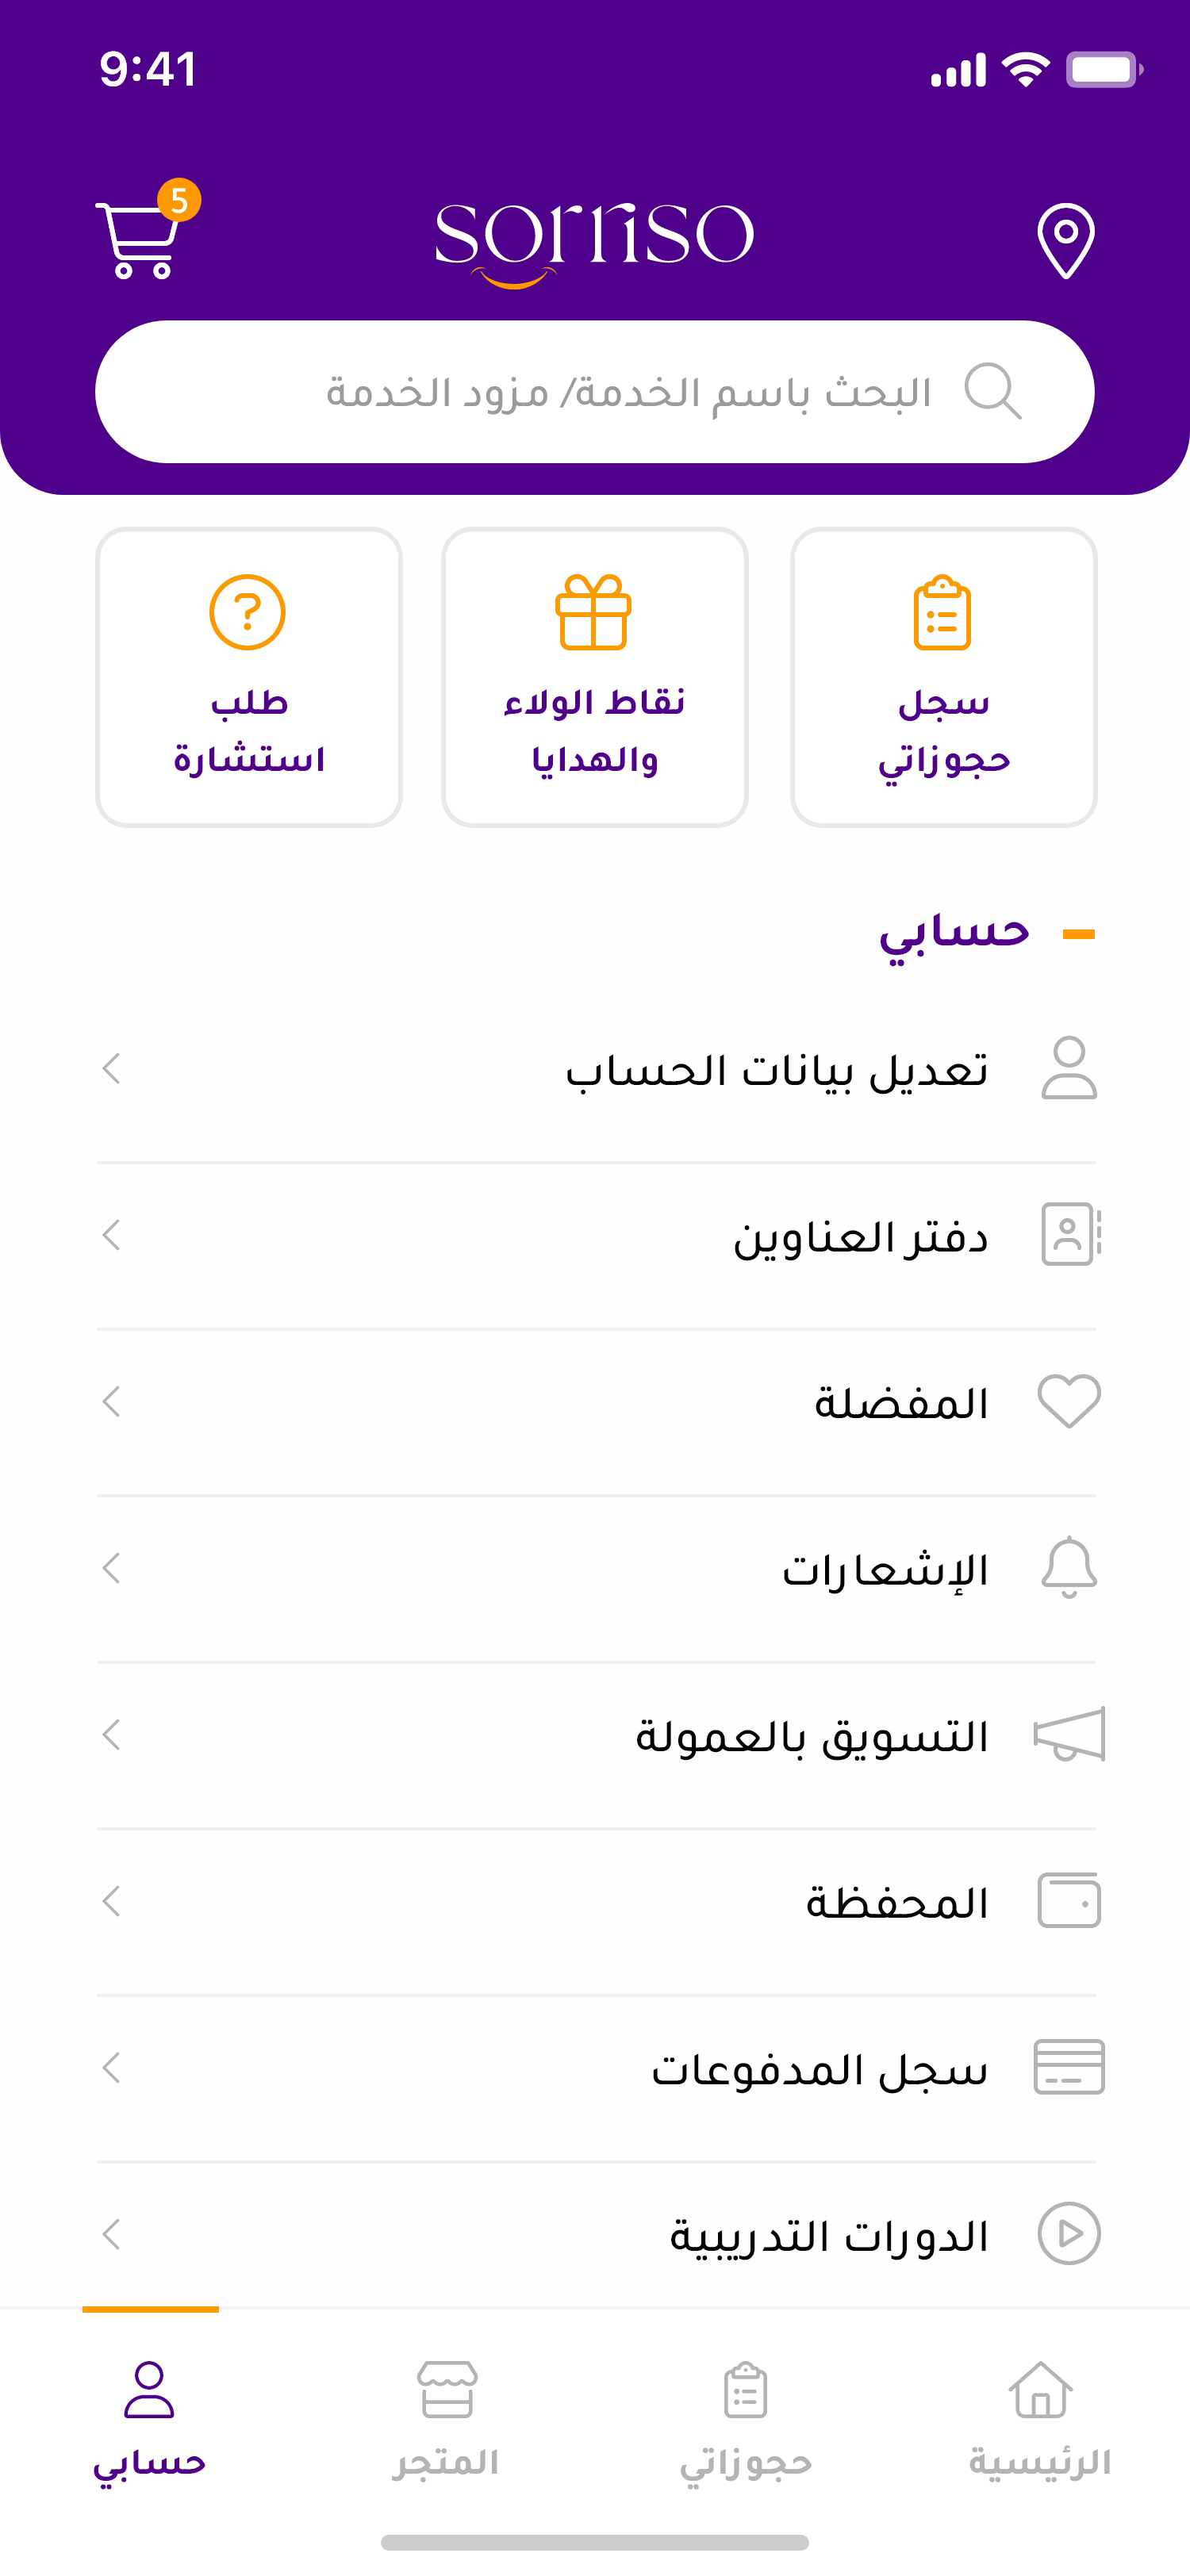 9:41
5
sorriso
البحث باسم الخدمة/ مزود الخدمة
سجل
حجوزاتي
نقاط الولاء
والهدايا
طلب
استشارة
حسابي
تعديل بيانات الحساب
دفتر العناوين
المفضلة
الإشعارات
التسويق بالعمولة
المحفظة
سجل المدفوعات
الدورات التدريبية
الرئيسية
حجوزاتي
المتجر
حسابي